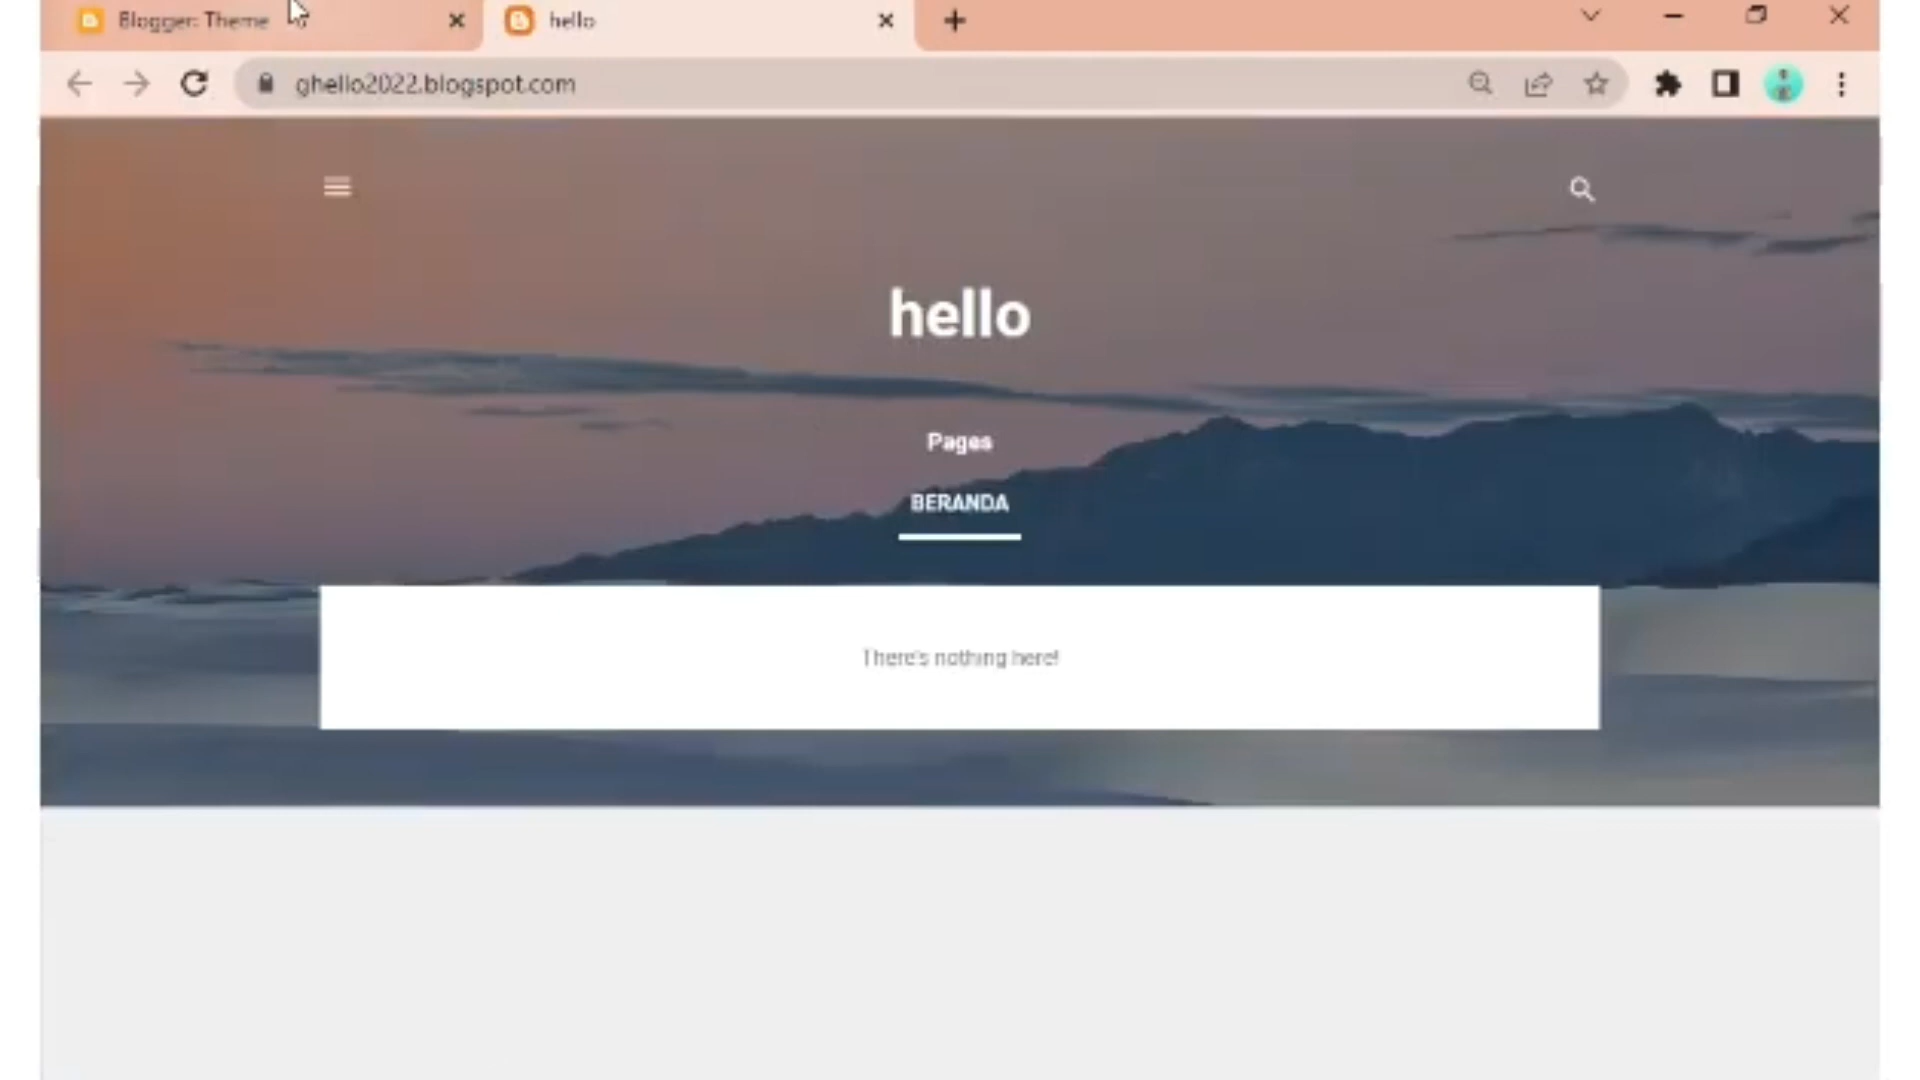 Blogger: Theme
hello
ghello2022.blogspot.com
hello
Pages
BERANDA
There's nothing here!